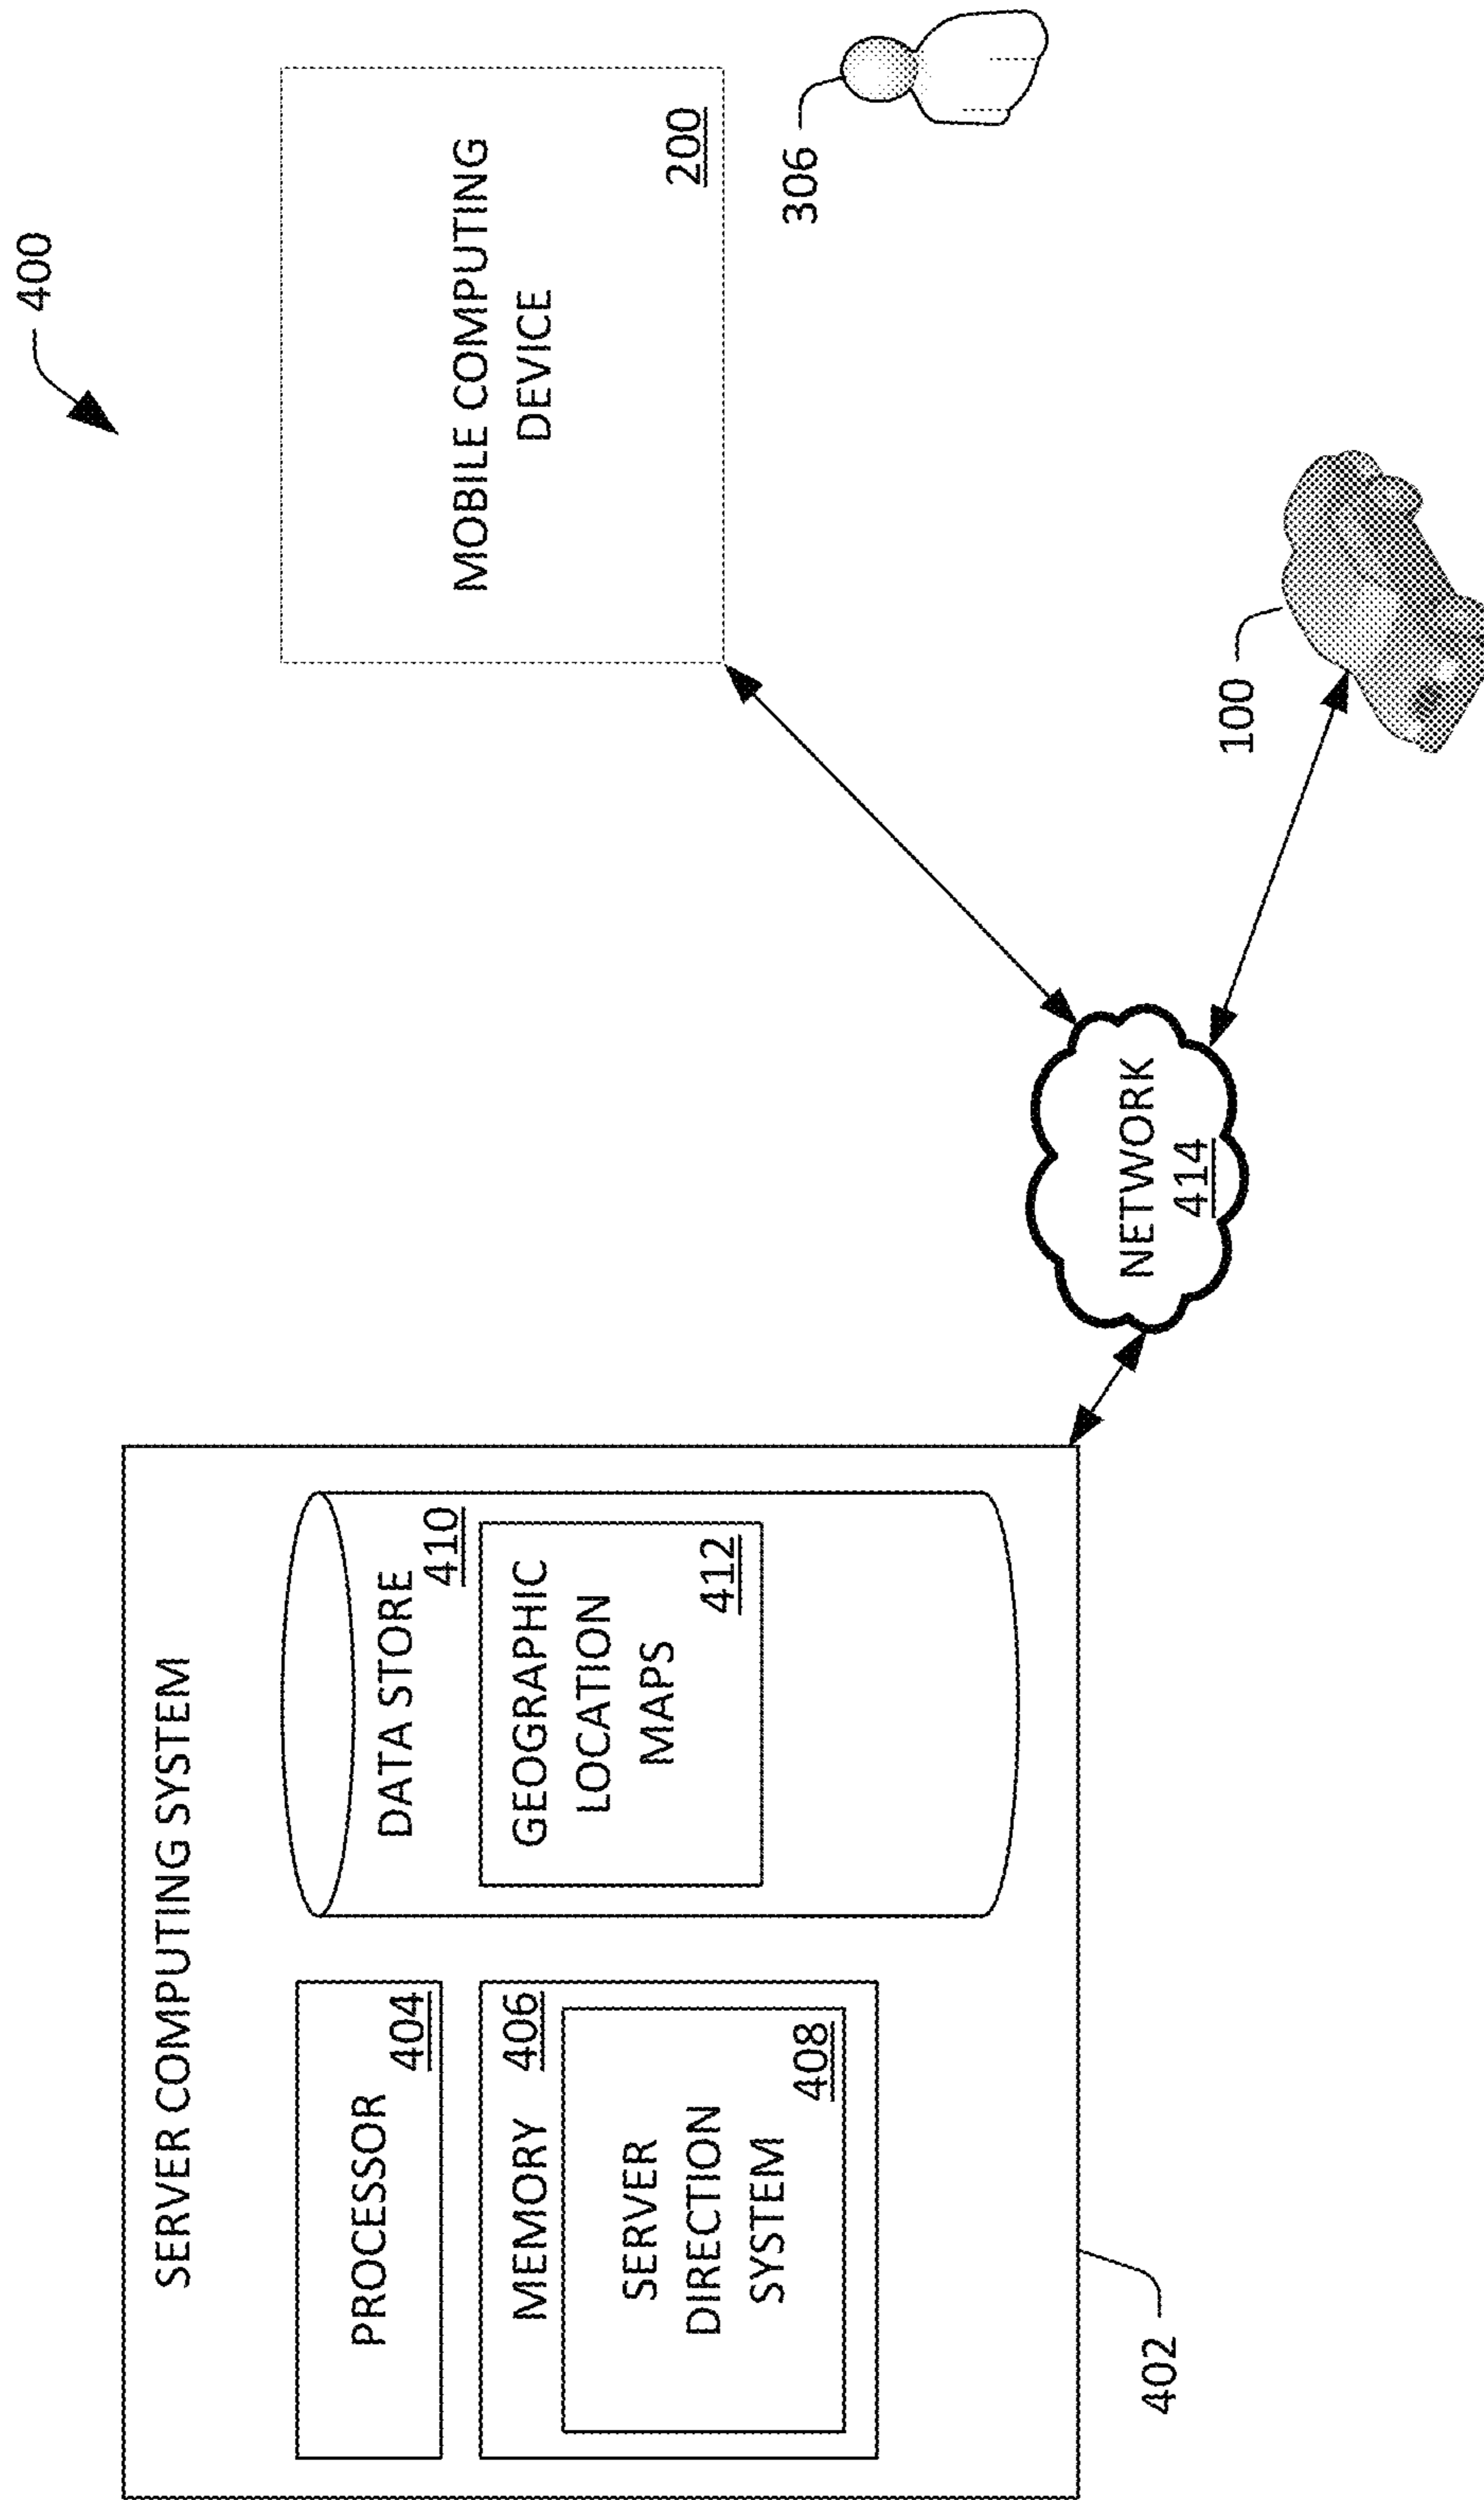 400
SERVER COMPUTING SYSTEM
PROCESSOR
404
MEMORY 406
SERVER
DIRECTION
SYSTEM
408
DATA STORE
410
GEOGRAPHIC
LOCATION
MAPS
412
402
NETWORK
414
MOBILE COMPUTING
DEVICE
200
306
100